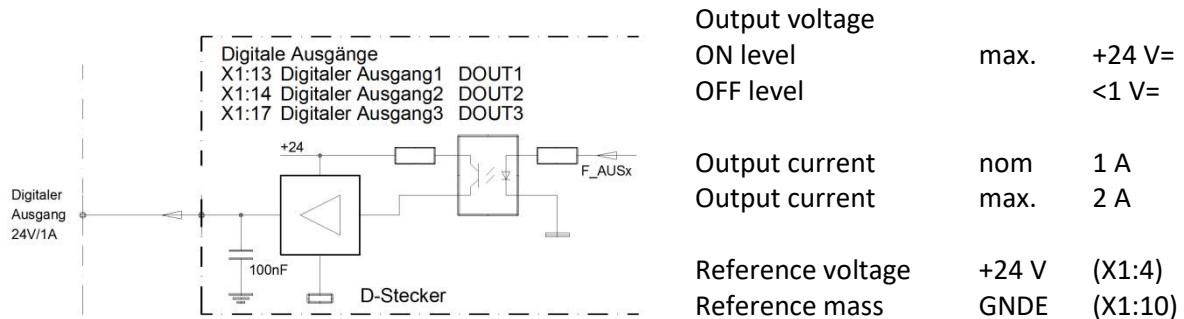 Digitale Ausgänge
X1:13 Digitaler Ausgang1 DOUT1
X1:14 Digitaler Ausgang2 DOUT2
X1:17 Digitaler Ausgang3 DOUT3
+24
F_AUSx
Digitaler
Ausgang
24V/1A
100nF
D-Stecker
Output voltage
ON level max. +24 V=
OFF level <1 V=
Output current nom 1 A
Output current max. 2 A
Reference voltage +24 V (X1:4)
Reference mass GNDE (X1:10)